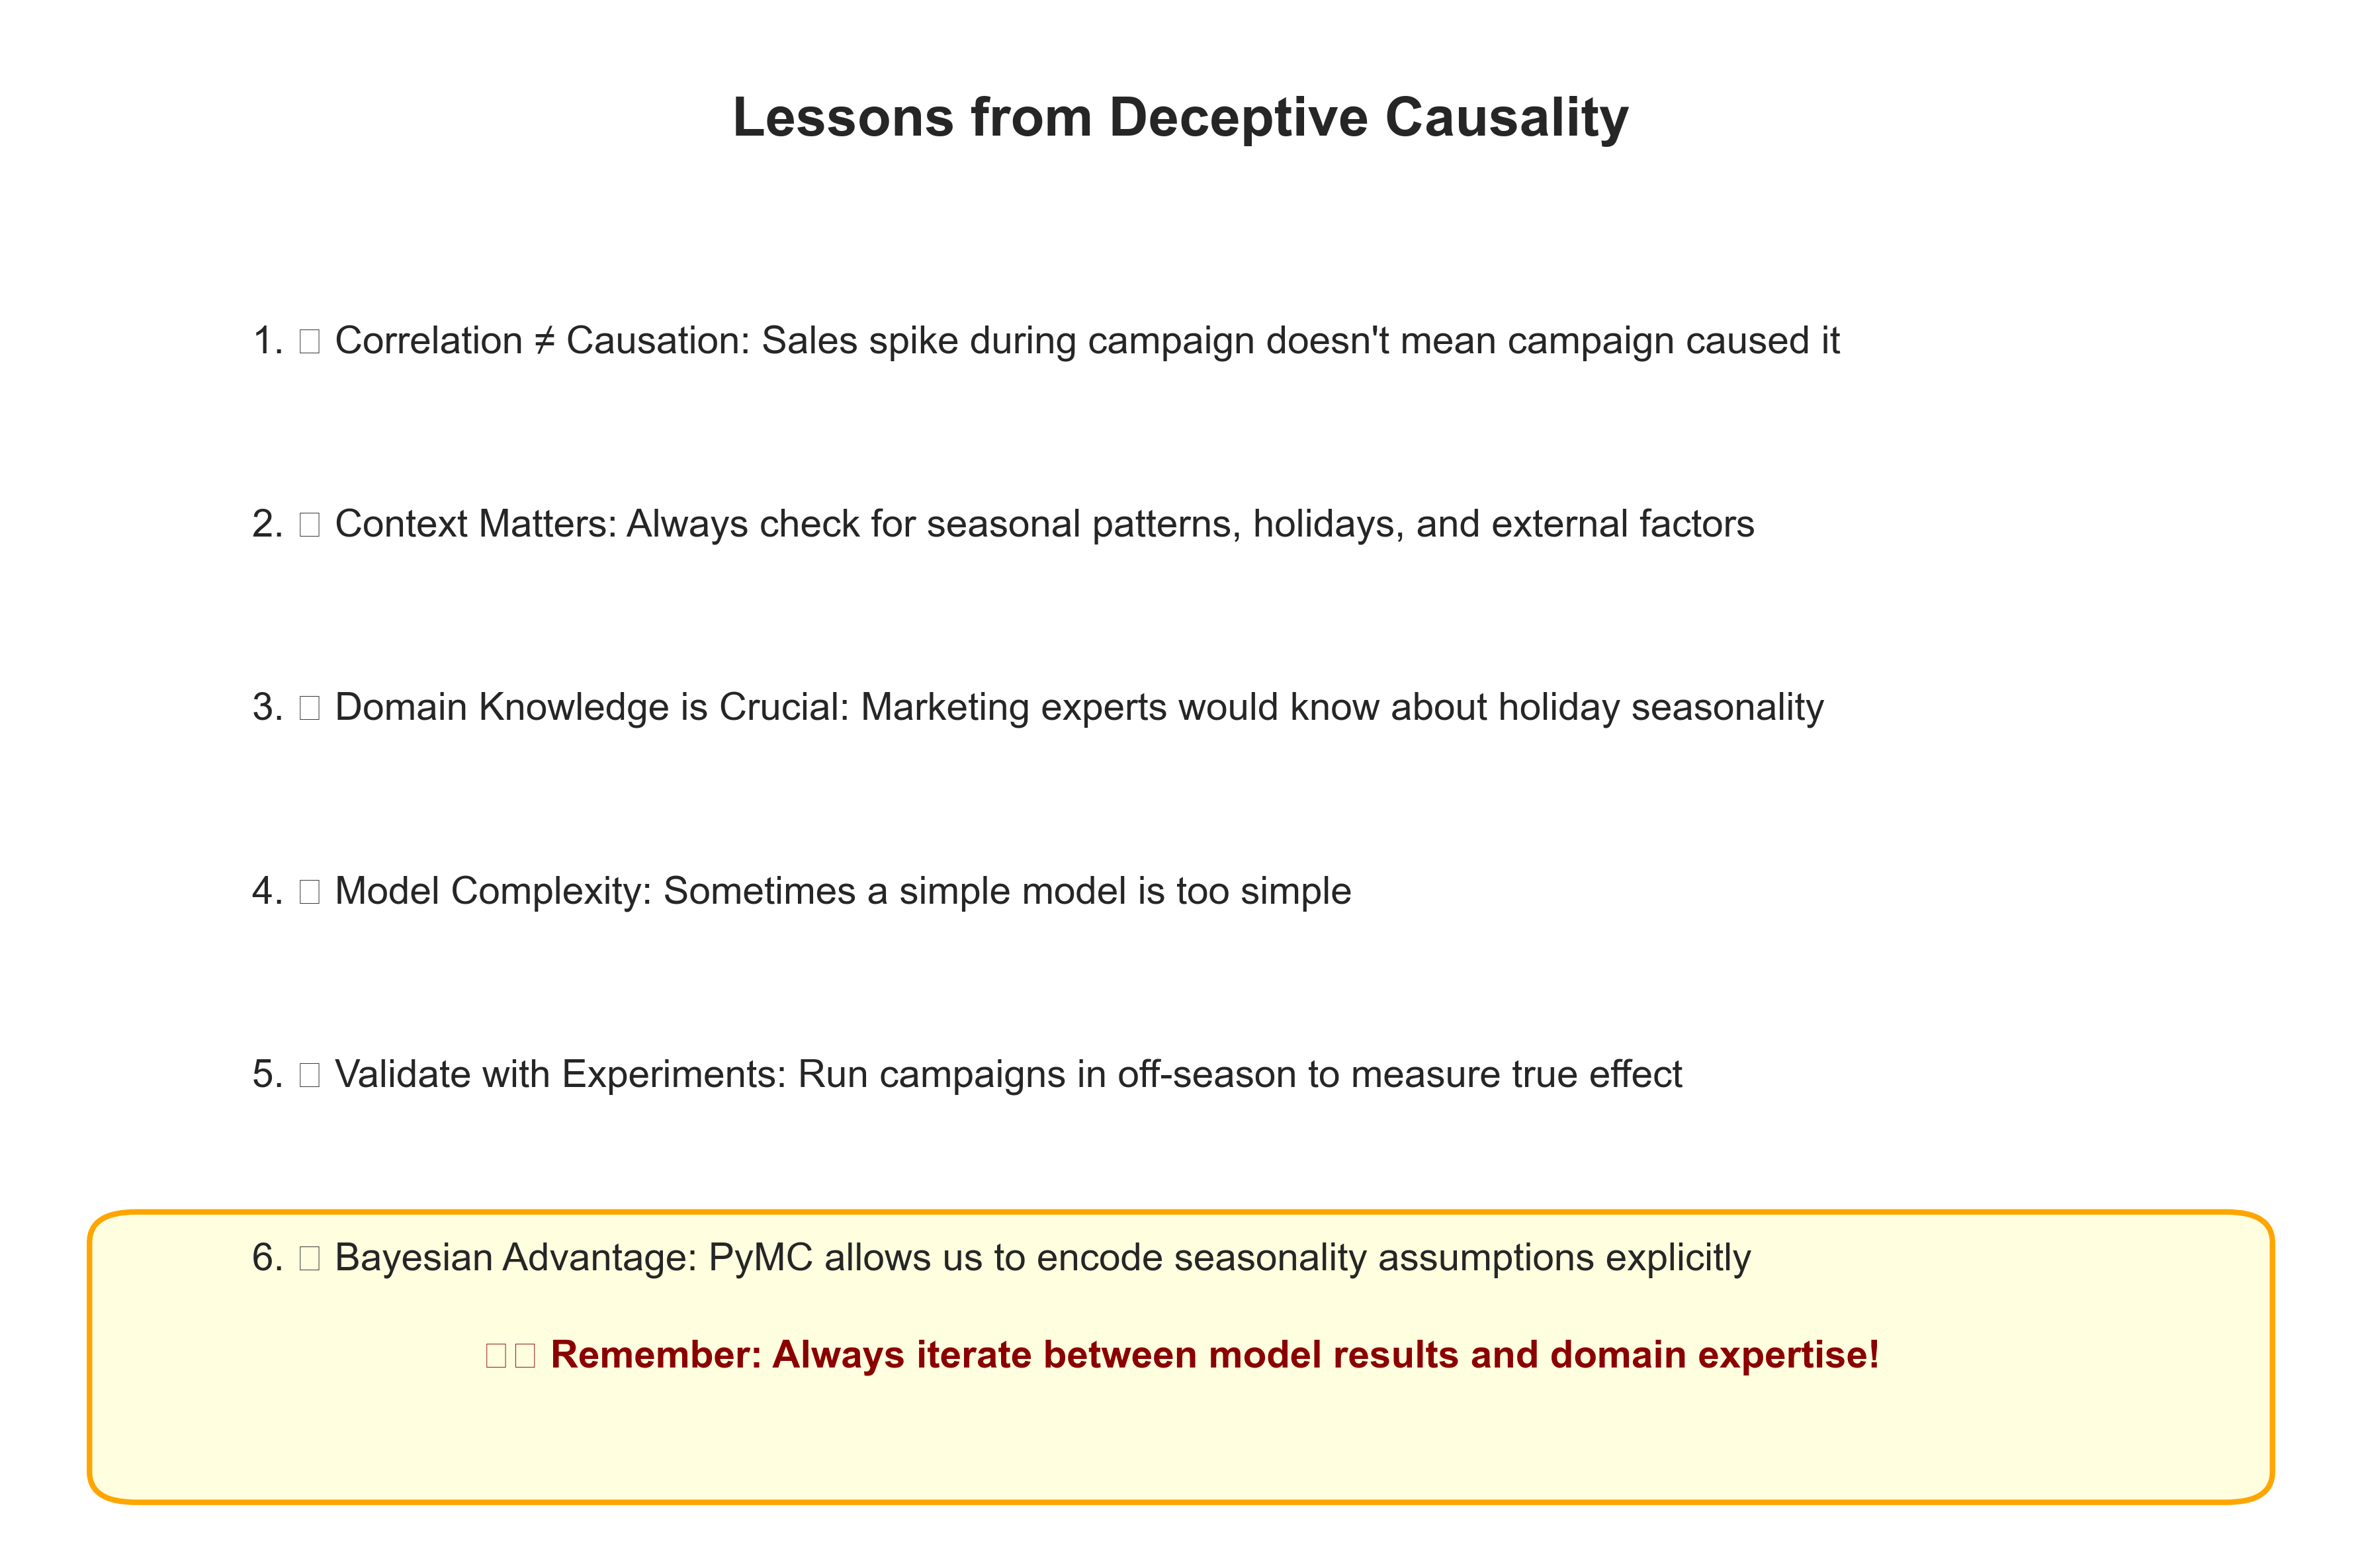 Lessons from Deceptive Causality
1. □ Correlation ≠ Causation: Sales spike during campaign doesn't mean campaign caused it
2. □ Context Matters: Always check for seasonal patterns, holidays, and external factors
3. □ Domain Knowledge is Crucial: Marketing experts would know about holiday seasonality
4. □ Model Complexity: Sometimes a simple model is too simple
5. □ Validate with Experiments: Run campaigns in off-season to measure true effect
6. □ Bayesian Advantage: PyMC allows us to encode seasonality assumptions explicitly
□□ Remember: Always iterate between model results and domain expertise!